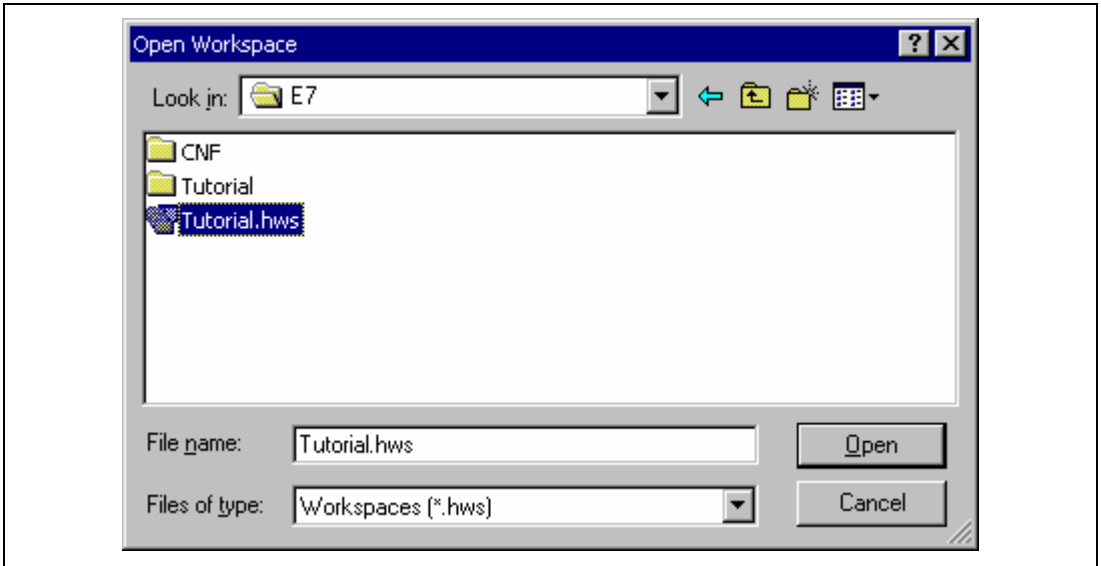 Open Workspace
Look in: E7
CNF
Tutorial
Tutorial.hws
File name: Tutorial.hws Open
Files of type: Workspaces (*.hws) Cancel